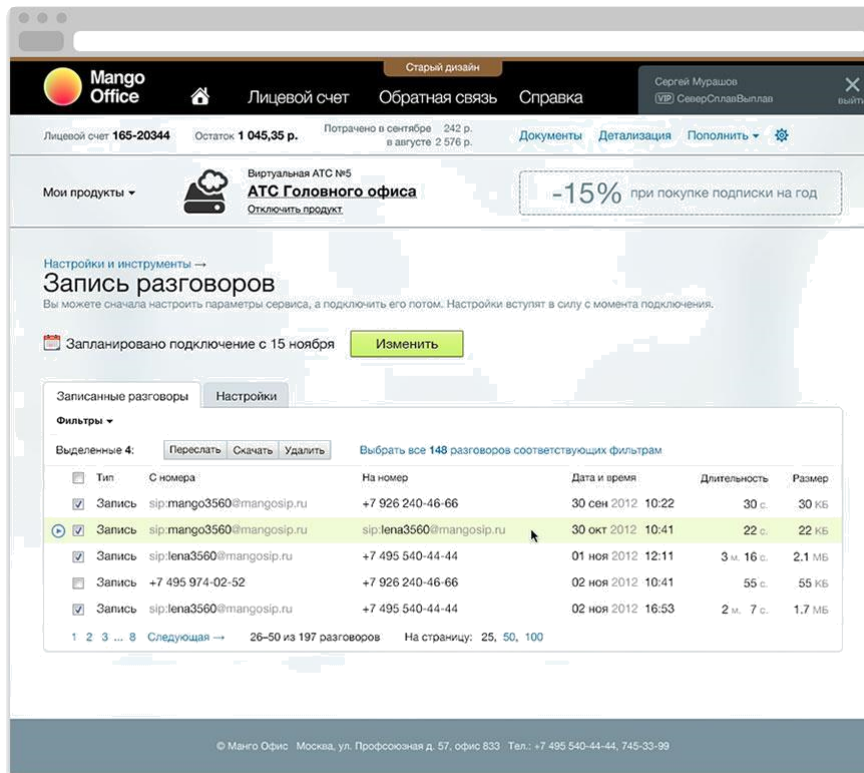 Старый дизайн
Mango Office
Лицевой счет Обратная связь Справка
Сергей Мурашов
VIP СеверСплавВыплав
выйти
Лицевой счет 165-20344 Остаток 1 045,35 р. Потрачено в сентябре 242 р.
в августе 2 576 р.
Документы Детализация Пополнить
Мои продукты
Виртуальная АТС №5
АТС Головного офиса
Отключить продукт
-15% при покупке подписки на год
Настройки и инструменты →
Запись разговоров
Вы можете сначала настроить параметры сервиса, а подключить его потом. Настройки вступят в силу с момента подключения.
Запланировано подключение с 15 ноября Изменить
Записанные разговоры Настройки
Фильтры
Выделенные 4: Переслать Скачать Удалить Выбрать все 148 разговоров соответствующих фильтрам
Тип С номера На номер Дата и время Длительность Размер
Запись sip:mango3560@mangosip.ru +7 926 240-46-66 30 сен 2012 10:22 30 с. 30 КБ
Запись sip:mango3560@mangosip.ru sip:lena3560@mangosip.ru 30 окт 2012 10:41 22 с. 22 КБ
Запись sip:lena3560@mangosip.ru +7 495 540-44-44 01 ноя 2012 12:11 3 м. 16 с. 2.1 МБ
Запись +7 495 974-02-52 +7 926 240-46-66 02 ноя 2012 10:41 55 с. 55 КБ
Запись sip:lena3560@mangosip.ru +7 495 540-44-44 02 ноя 2012 16:53 2 м. 7 с. 1.7 МБ
1 2 3 ... 8 Следующая → 26–50 из 197 разговоров На страницу: 25, 50, 100
© Манго Офис Москва, ул. Профсоюзная д. 57, офис 833 Тел.: +7 495 540-44-44, 745-33-99